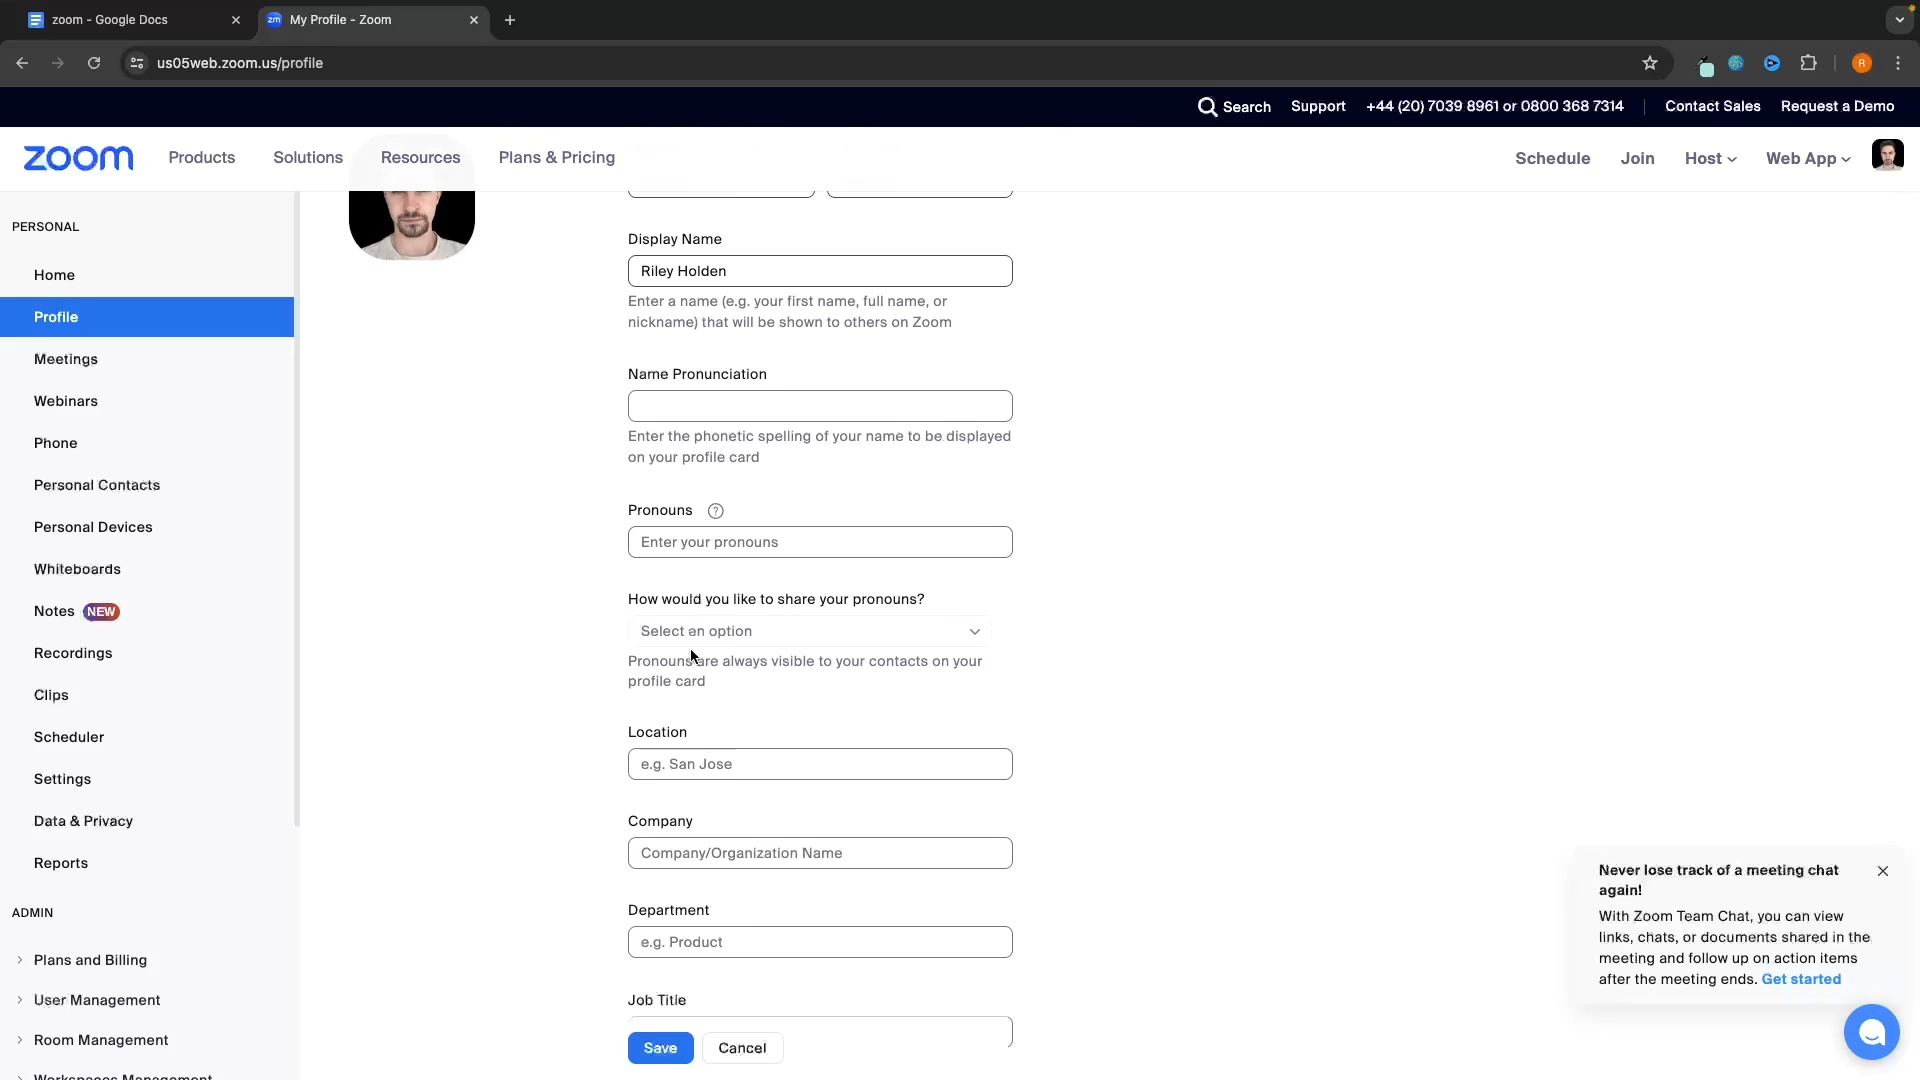 zoom - Google Docs
zm My Profile - Zoom
us05web.zoom.us/profile
R
Search Support +44 (20) 7039 8961 or 0800 368 7314 Contact Sales Request a Demo
zoom Products Solutions Resources Plans & Pricing Schedule Join Host Web App
PERSONAL
Home
Profile
Meetings
Webinars
Phone
Personal Contacts
Personal Devices
Whiteboards
Notes NEW
Recordings
Clips
Scheduler
Settings
Data & Privacy
Reports
ADMIN
Plans and Billing
User Management
Room Management
Workspaces Management
Display Name
Riley Holden
Enter a name (e.g. your first name, full name, or
nickname) that will be shown to others on Zoom
Name Pronunciation
Enter the phonetic spelling of your name to be displayed
on your profile card
Pronouns ?
Enter your pronouns
How would you like to share your pronouns?
Select an option
Pronouns are always visible to your contacts on your
profile card
Location
e.g. San Jose
Company
Company/Organization Name
Department
e.g. Product
Job Title
Save Cancel
Never lose track of a meeting chat
again!
With Zoom Team Chat, you can view
links, chats, or documents shared in the
meeting and follow up on action items
after the meeting ends. Get started